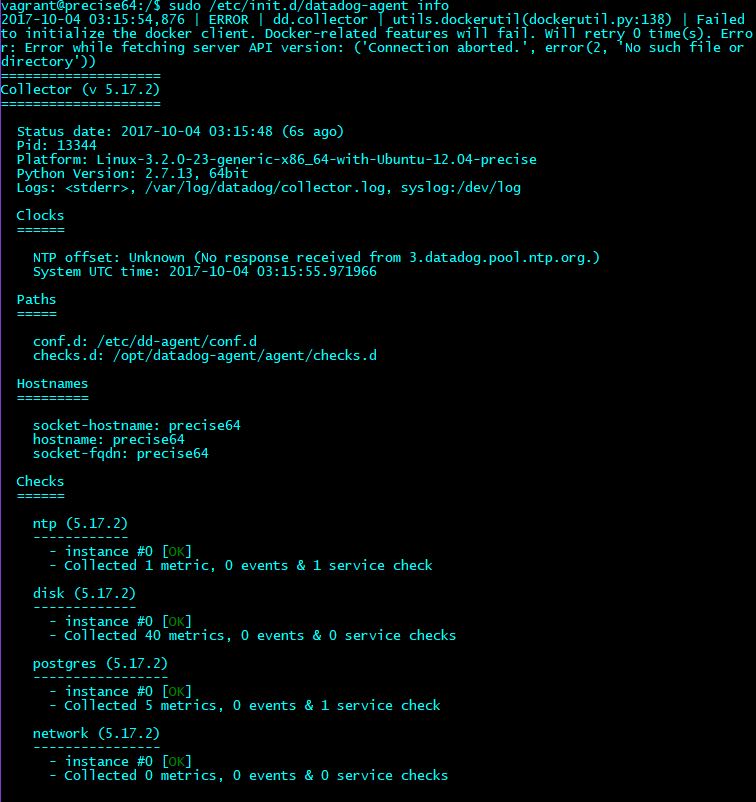 vagrant@precise64:/$ sudo /etc/init.d/datadog-agent info
2017-10-04 03:15:54,876 | ERROR | dd.collector | utils.dockerutil(dockerutil.py:138) | Failed
to initialize the docker client. Docker-related features will fail. Will retry 0 time(s). Erro
r: Error while fetching server API version: ('Connection aborted.', error(2, 'No such file or
directory'))
====================
Collector (v 5.17.2)
====================
Status date: 2017-10-04 03:15:48 (6s ago)
Pid: 13344
Platform: Linux-3.2.0-23-generic-x86_64-with-Ubuntu-12.04-precise
Python Version: 2.7.13, 64bit
Logs: <stderr>, /var/log/datadog/collector.log, syslog:/dev/log
Clocks
======
NTP offset: Unknown (No response received from 3.datadog.pool.ntp.org.)
System UTC time: 2017-10-04 03:15:55.971966
Paths
=====
conf.d: /etc/dd-agent/conf.d
checks.d: /opt/datadog-agent/agent/checks.d
Hostnames
=========
socket-hostname: precise64
hostname: precise64
socket-fqdn: precise64
Checks
======
ntp (5.17.2)
------------
- instance #0 [OK]
- Collected 1 metric, 0 events & 1 service check
disk (5.17.2)
-------------
- instance #0 [OK]
- Collected 40 metrics, 0 events & 0 service checks
postgres (5.17.2)
-----------------
- instance #0 [OK]
- Collected 5 metrics, 0 events & 1 service check
network (5.17.2)
----------------
- instance #0 [OK]
- Collected 0 metrics, 0 events & 0 service checks